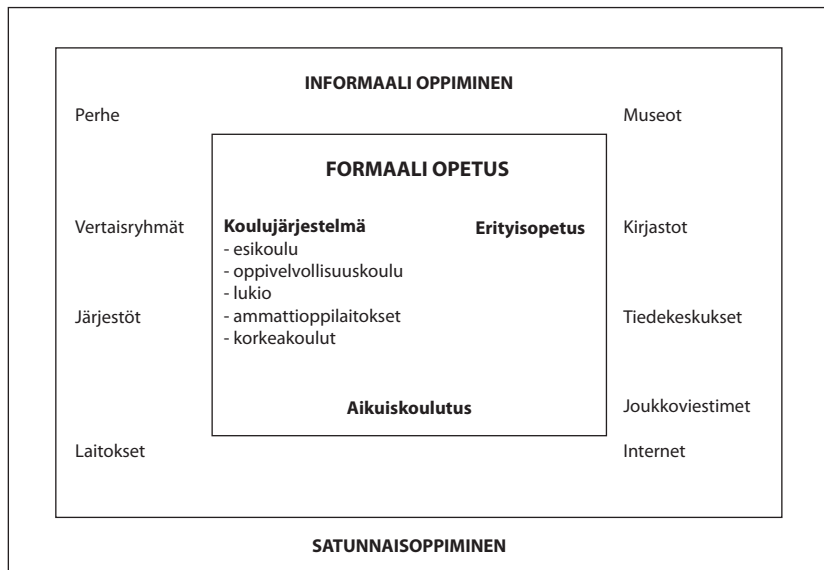 INFORMAALI OPPIMINEN
Perhe
Museot
FORMAALI OPETUS
Vertaisryhmät
Koulujärjestelmä
Erityisopetus
Kirjastot
- esikoulu
- oppivelvollisuuskoulu
- lukio
Järjestöt
- ammattioppilaitokset
Tiedekeskukset
- korkeakoulut
Aikuiskoulutus
Joukkoviestimet
Laitokset
Internet
SATUNNAISOPPIMINEN